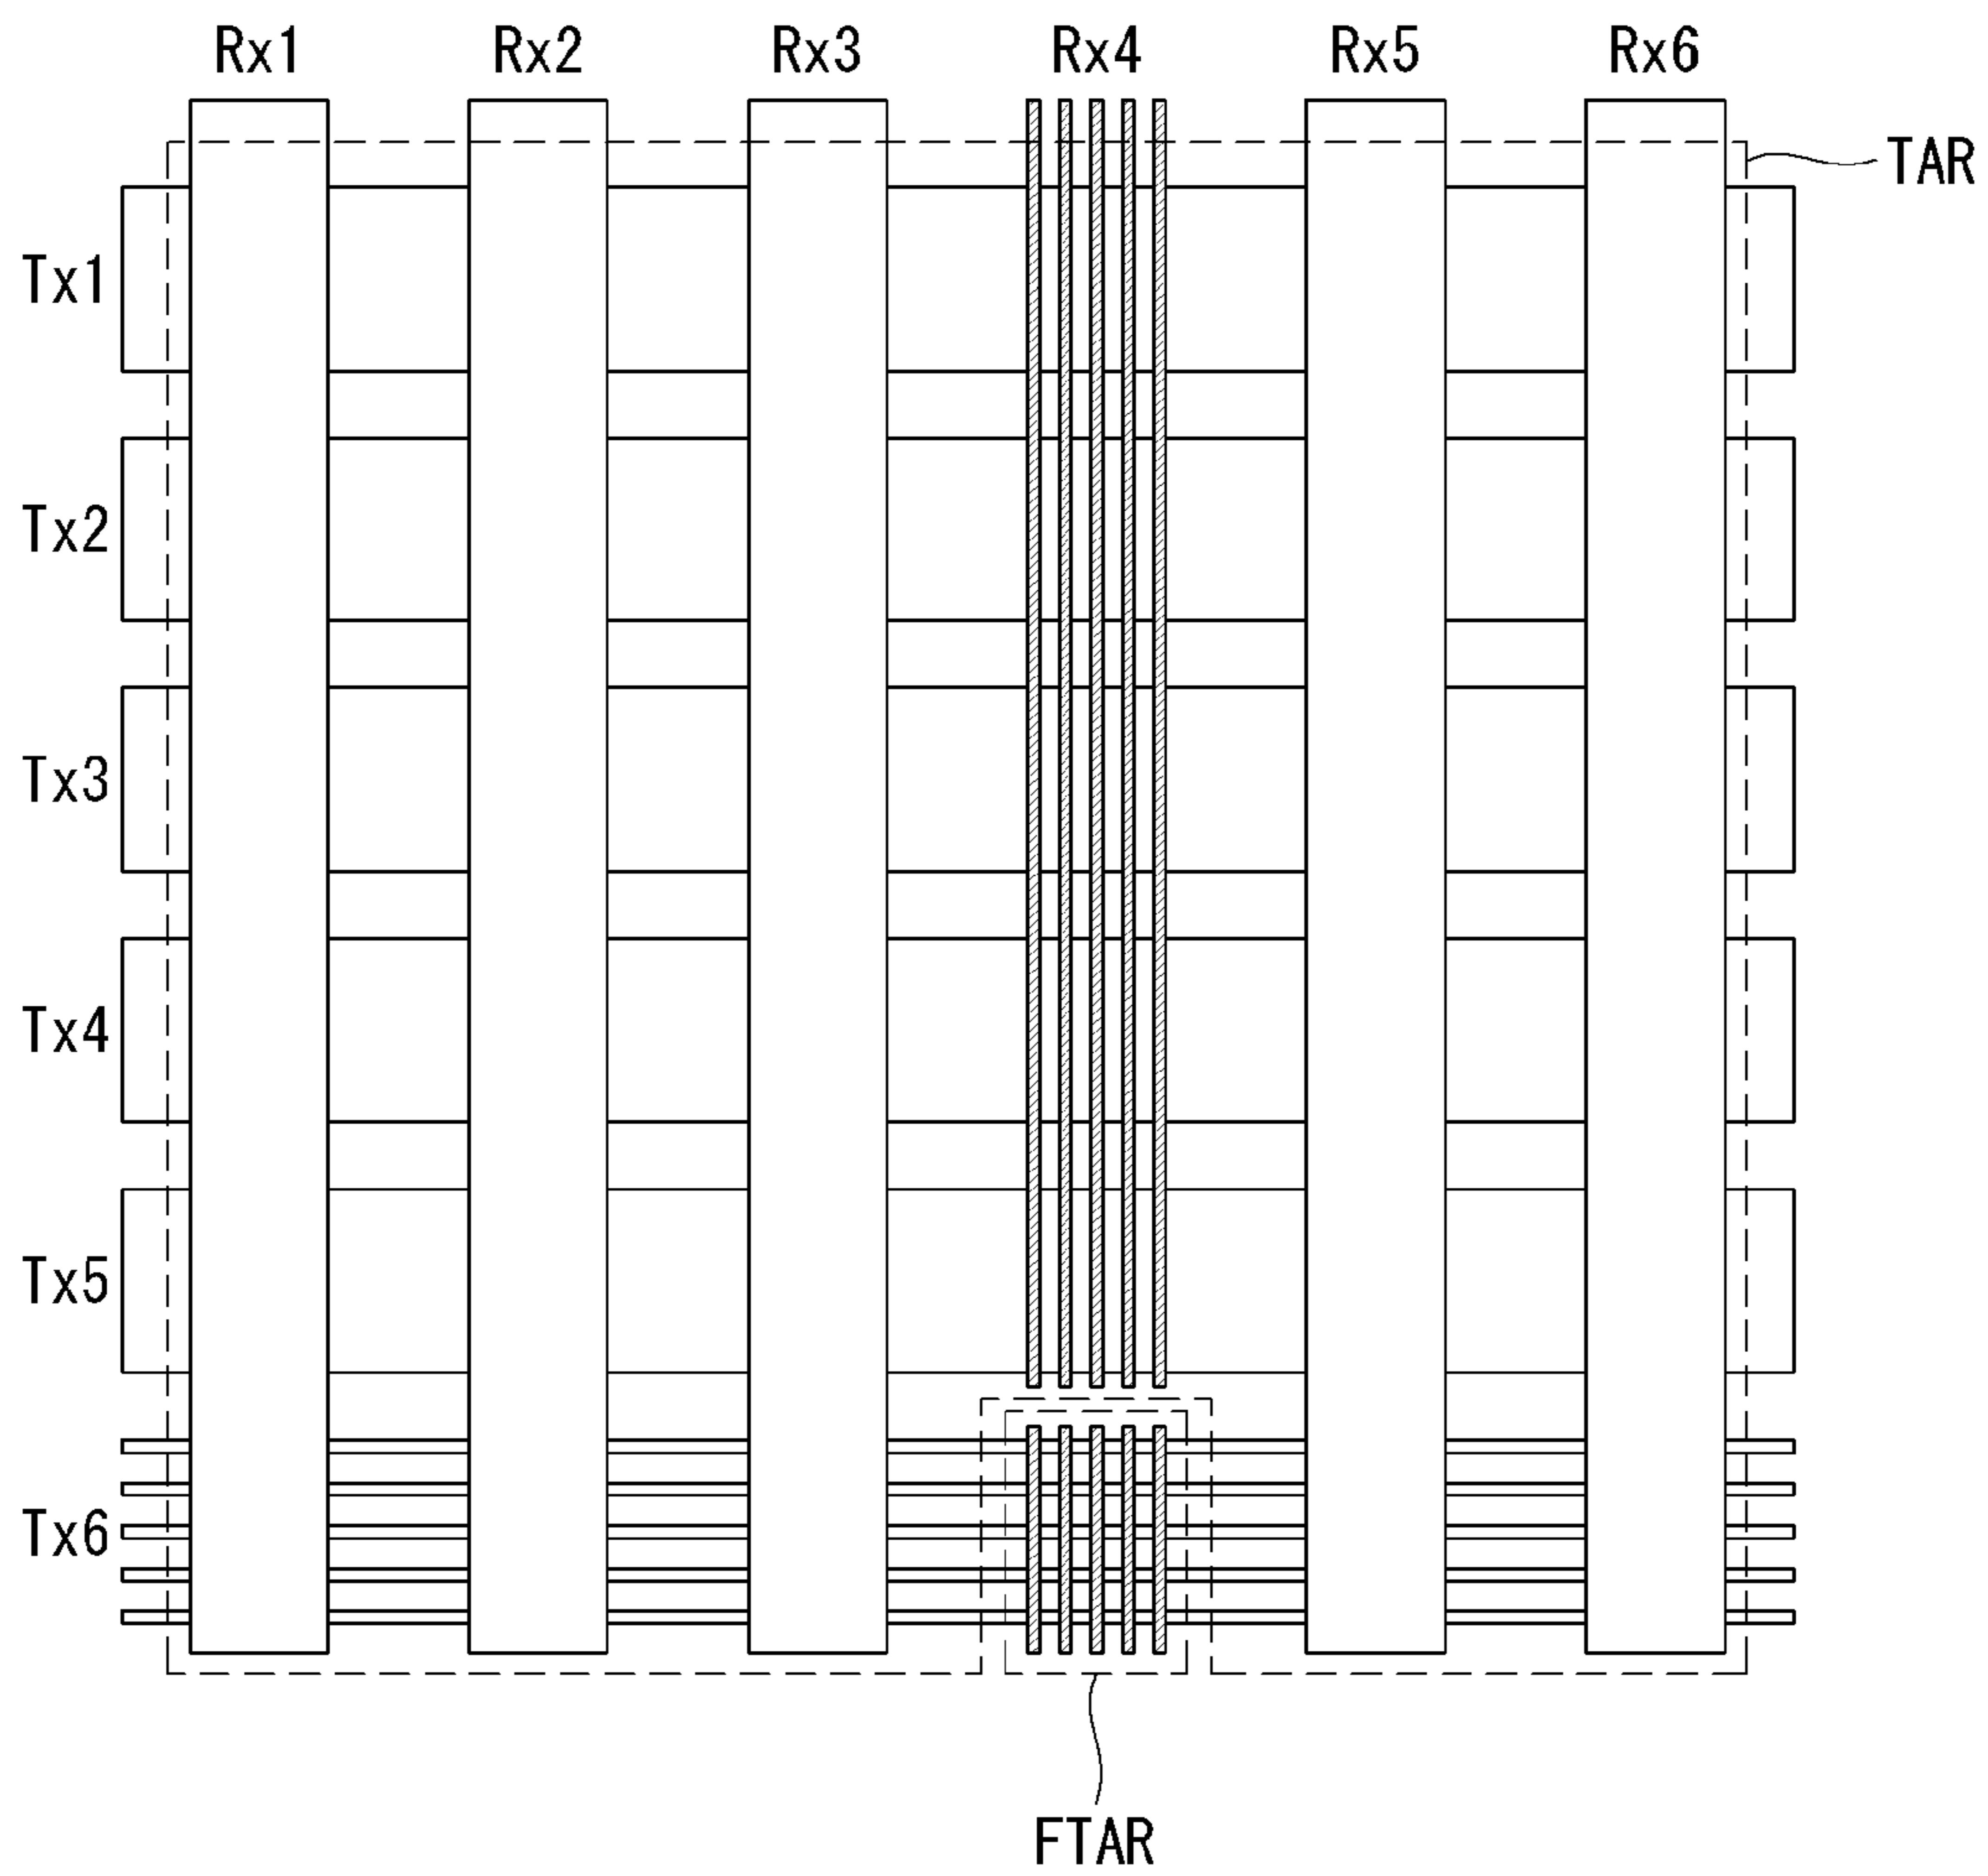 Rx1 Rx2 Rx3 Rx4 Rx5 Rx6
TAR
Tx1
Tx2
Tx3
Tx4
Tx5
Tx6
FTAR